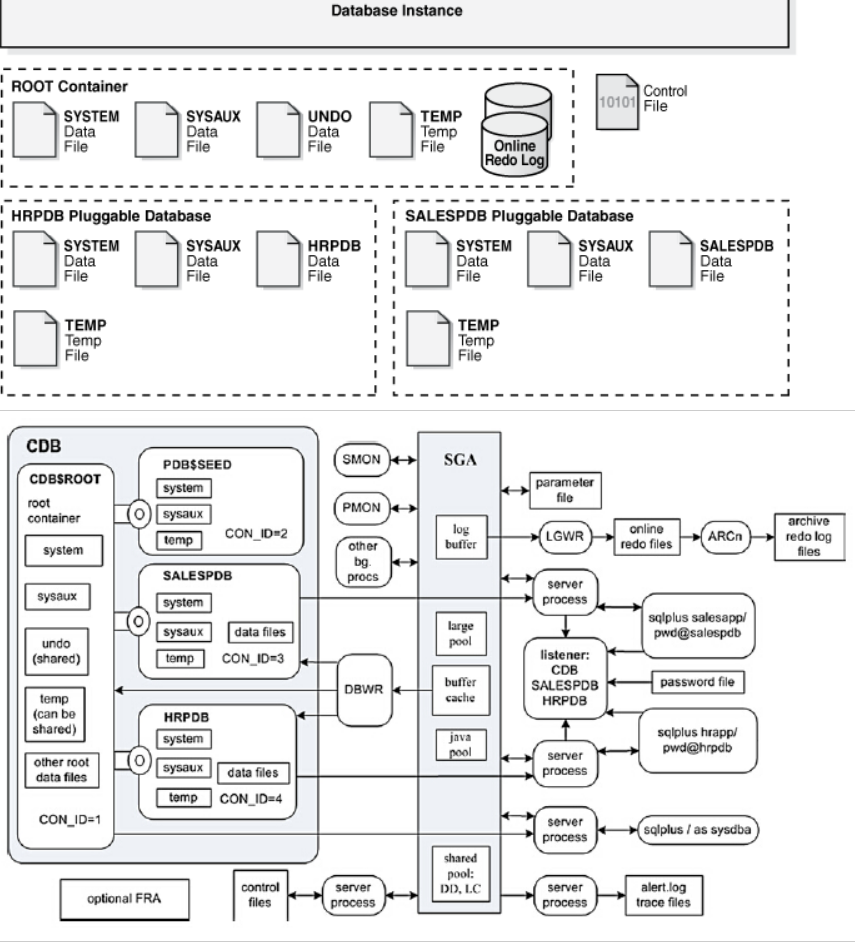 Database Instance
ROOT Container
SYSTEM
Data
File
SYSAUX
Data
File
UNDO
Data
File
TEMP
Temp
File
Online
Redo Log
10101
Control
File
HRPDB Pluggable Database
SYSTEM
Data
File
SYSAUX
Data
File
HRPDB
Data
File
TEMP
Temp
File
SALESPDB Pluggable Database
SYSTEM
Data
File
SYSAUX
Data
File
SALESPDB
Data
File
TEMP
Temp
File
CDB
CDB$ROOT
root
container
system
sysaux
undo
(shared)
temp
(can be
shared)
other root
data files
CON_ID=1
PDB$SEED
system
sysaux
temp
CON_ID=2
SALESPDB
system
sysaux
data files
temp
CON_ID=3
HRPDB
system
sysaux
data files
temp
CON_ID=4
SMON
PMON
other
bg.
procs
DBWR
SGA
log
buffer
large
pool
buffer
cache
java
pool
shared
pool:
DD, LC
parameter
file
LGWR
online
redo files
ARCn
archive
redo log
files
server
process
sqlplus salesapp/
pwd@salespdb
listener:
CDB
SALESPDB
HRPDB
password file
sqlplus hrapp/
pwd@hrpdb
server
process
server
process
sqlplus / as sysdba
optional FRA
control
files
server
process
server
process
alert.log
trace files